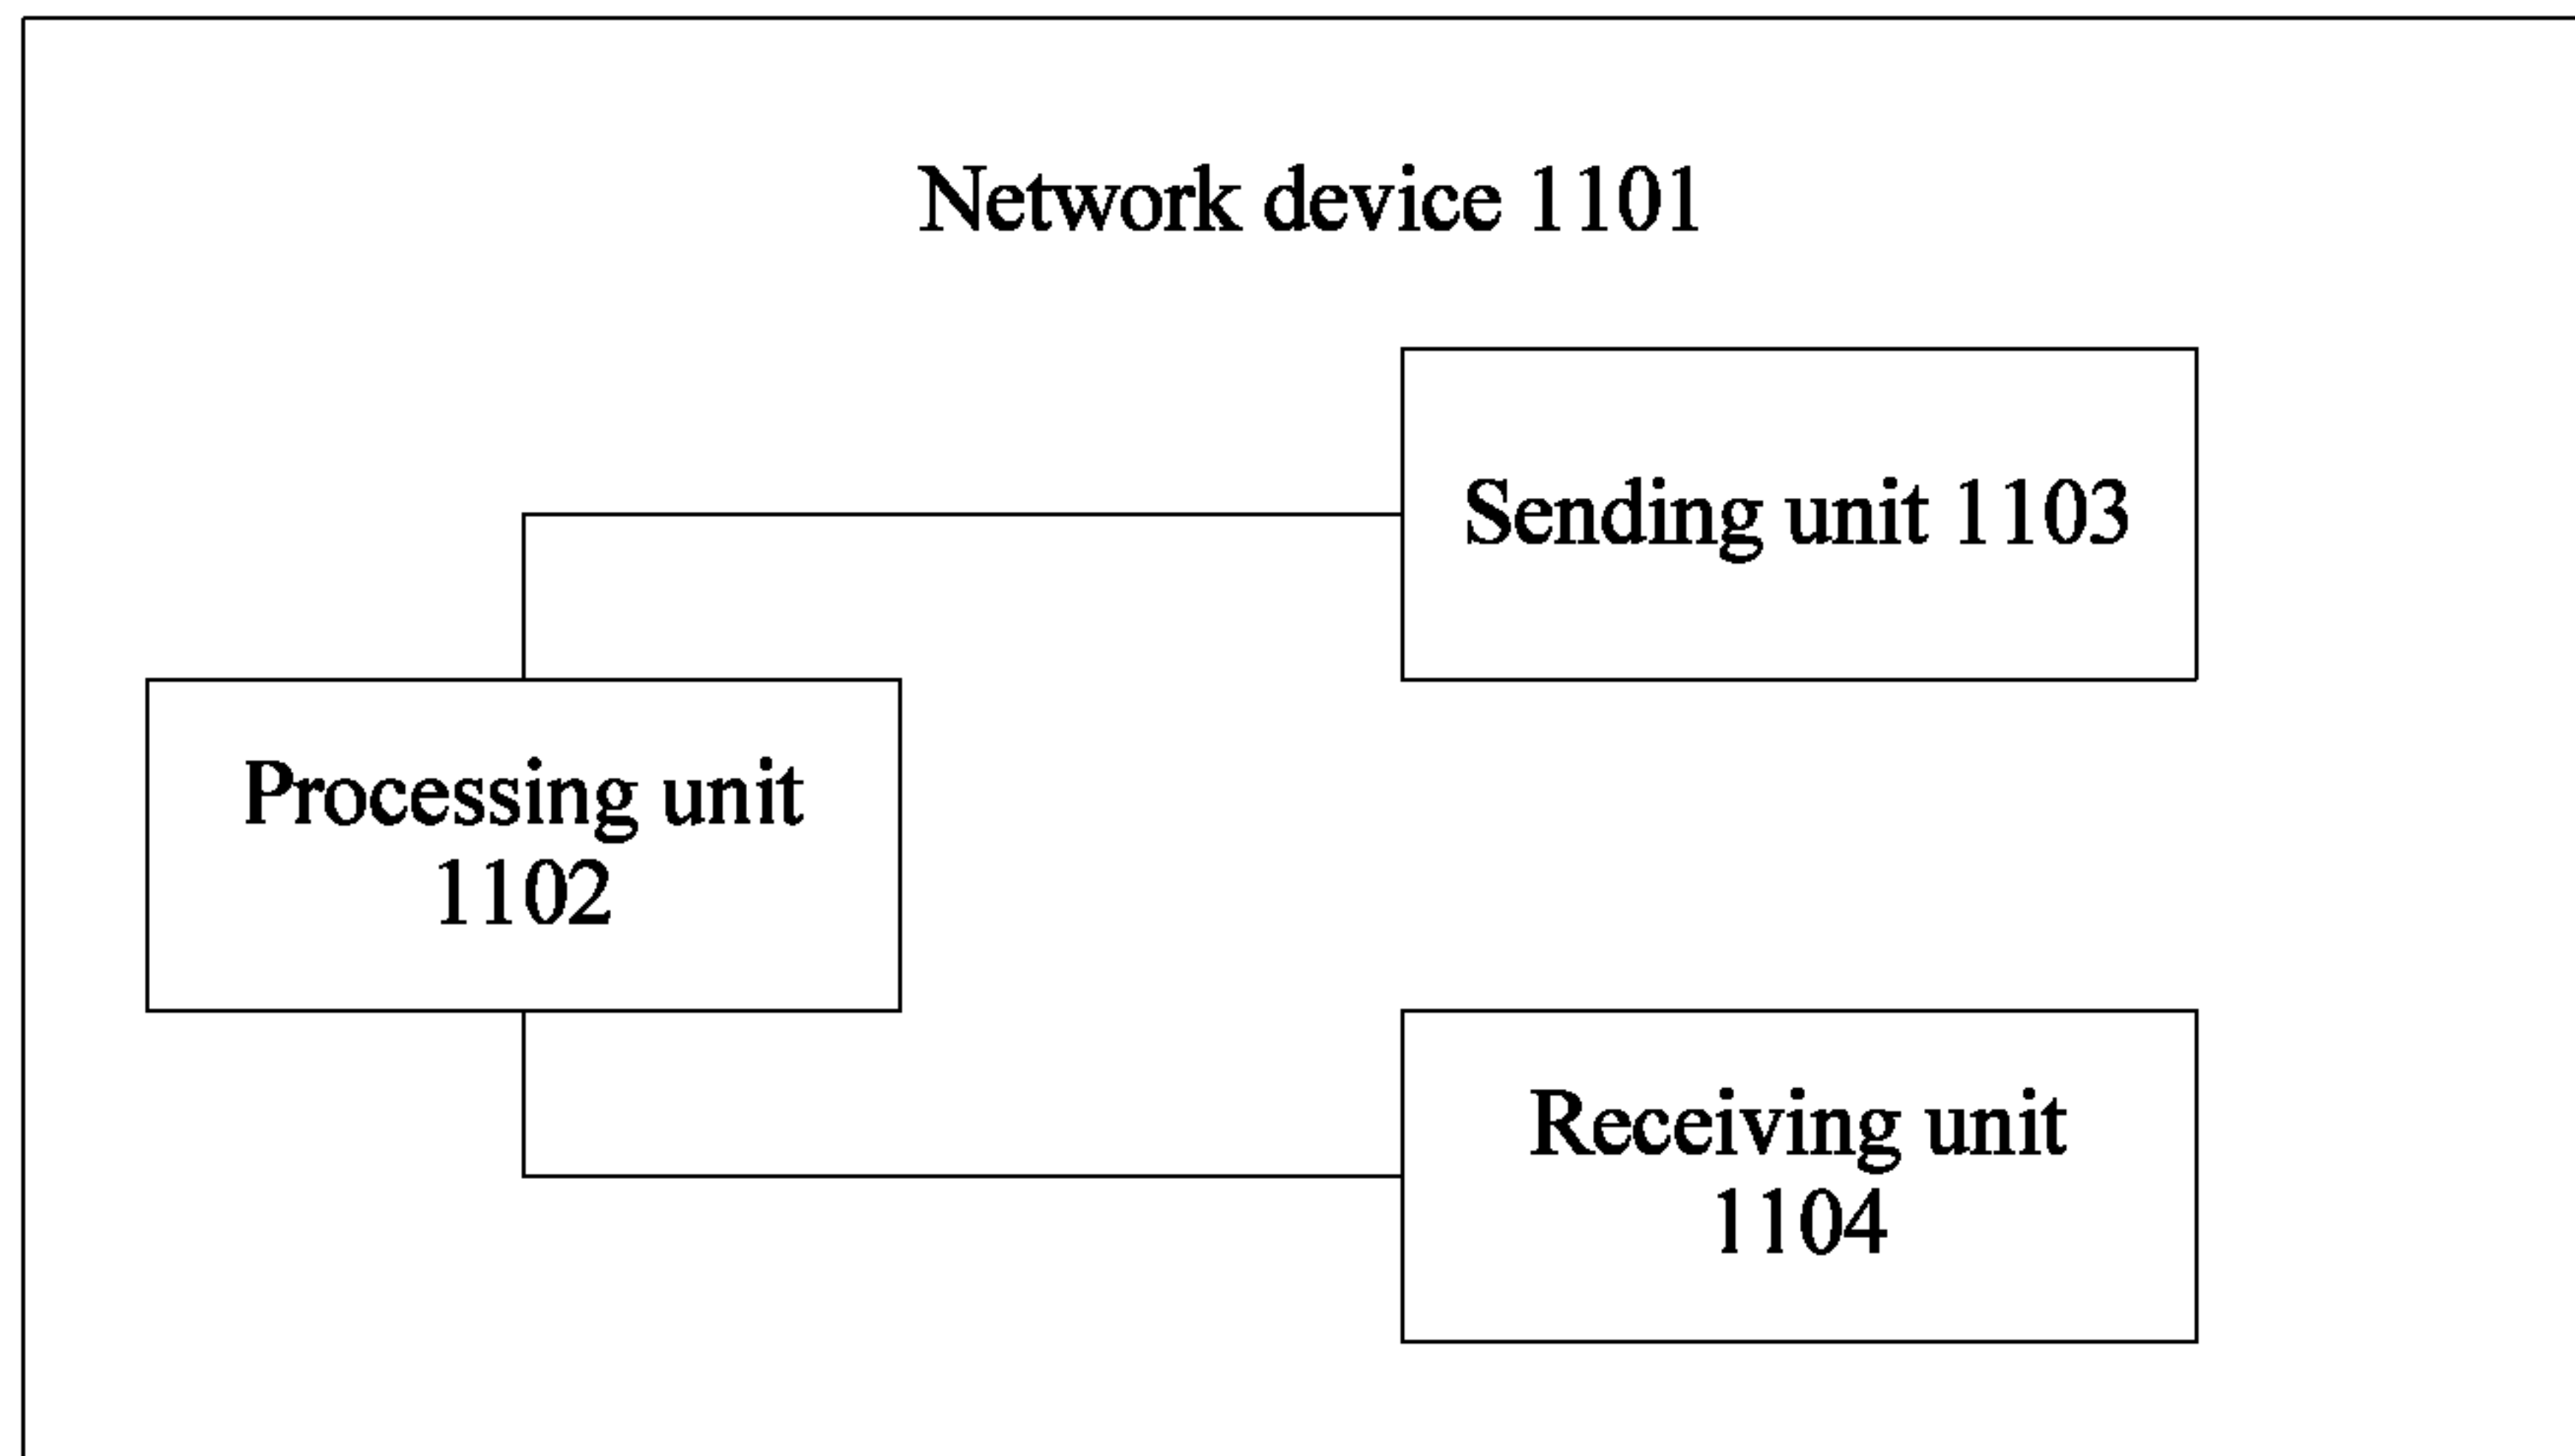 Network device 1101
Sending unit 1103
Processing unit
1102
Receiving unit
1104